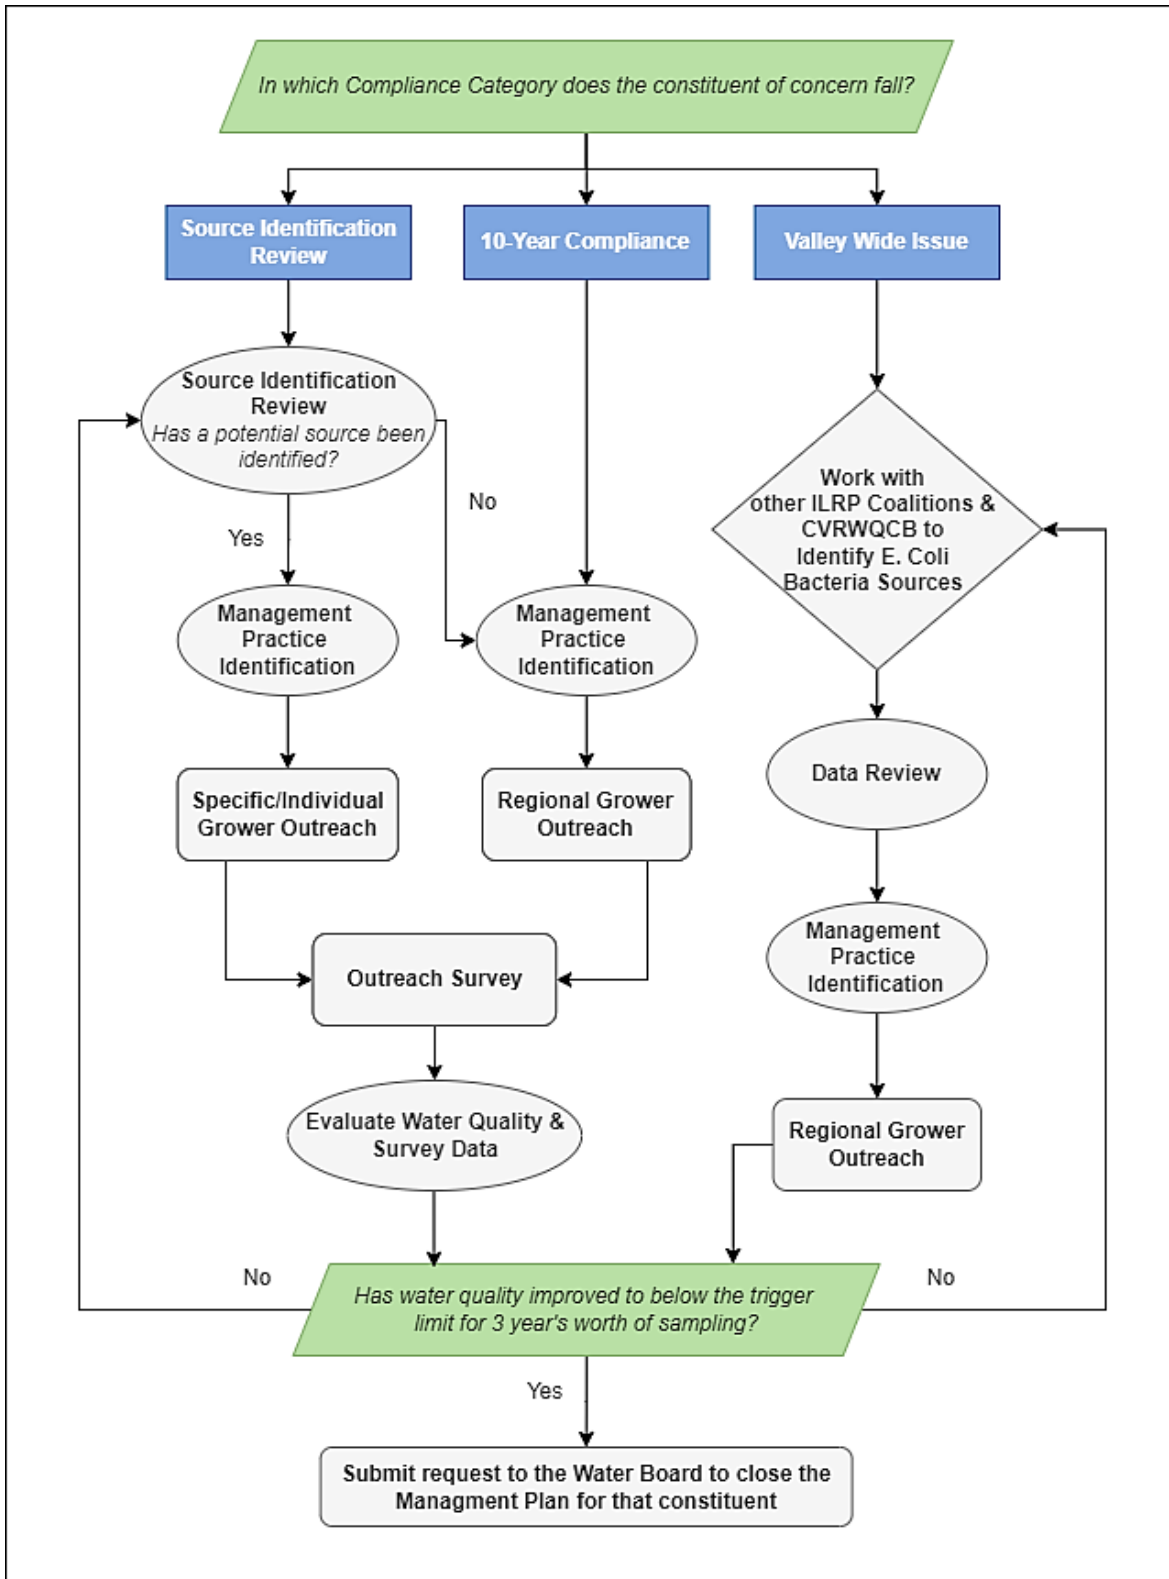 In which Compliance Category does the constituent of concern fall?
Source Identification
Review
10-Year Compliance
Valley Wide Issue
Source Identification
Review
Has a potential source been
identified?
No
Yes
Work with
other ILRP Coalitions &
CVRWQCB to
Identify E. Coli
Bacteria Sources
Management
Practice
Identification
Management
Practice
Identification
Data Review
Specific/Individual
Grower Outreach
Regional Grower
Outreach
Management
Practice
Identification
Outreach Survey
Evaluate Water Quality &
Survey Data
Regional Grower
Outreach
No
No
Has water quality improved to below the trigger
limit for 3 year's worth of sampling?
Yes
Submit request to the Water Board to close the
Managment Plan for that constituent